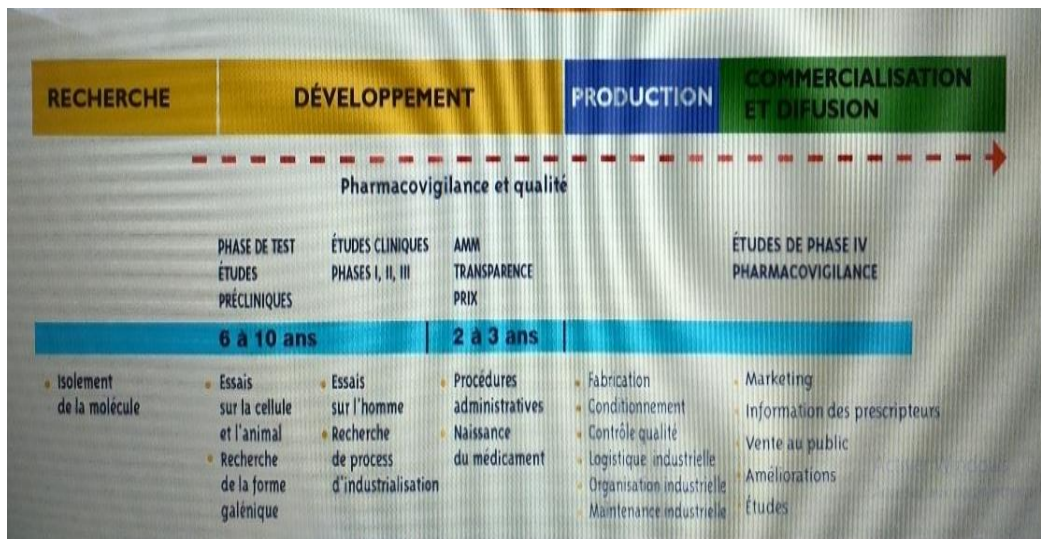 RECHERCHE
DÉVELOPPEMENT
PRODUCTION
COMMERCIALISATION
ET DIFUSION
Pharmacovigilance et qualité
PHASE DE TEST
ÉTUDES
PRÉCLINIQUES
ÉTUDES CLINIQUES
PHASES I, II, III
AMM
TRANSPARENCE
PRIX
ÉTUDES DE PHASE IV
PHARMACOVIGILANCE
6 à 10 ans
2 à 3 ans
• Isolement
de la molécule
• Essais
sur la cellule
et l'animal
• Recherche
de la forme
galénique
• Essais
sur l'homme
• Recherche
de process
d'industrialisation
• Procédures
administratives
• Naissance
du médicament
• Fabrication
• Conditionnement
• Contrôle qualité
• Logistique industrielle
• Organisation industrielle
• Maintenance industrielle
• Marketing
• Information des prescripteurs
• Vente au public
• Améliorations
• Études